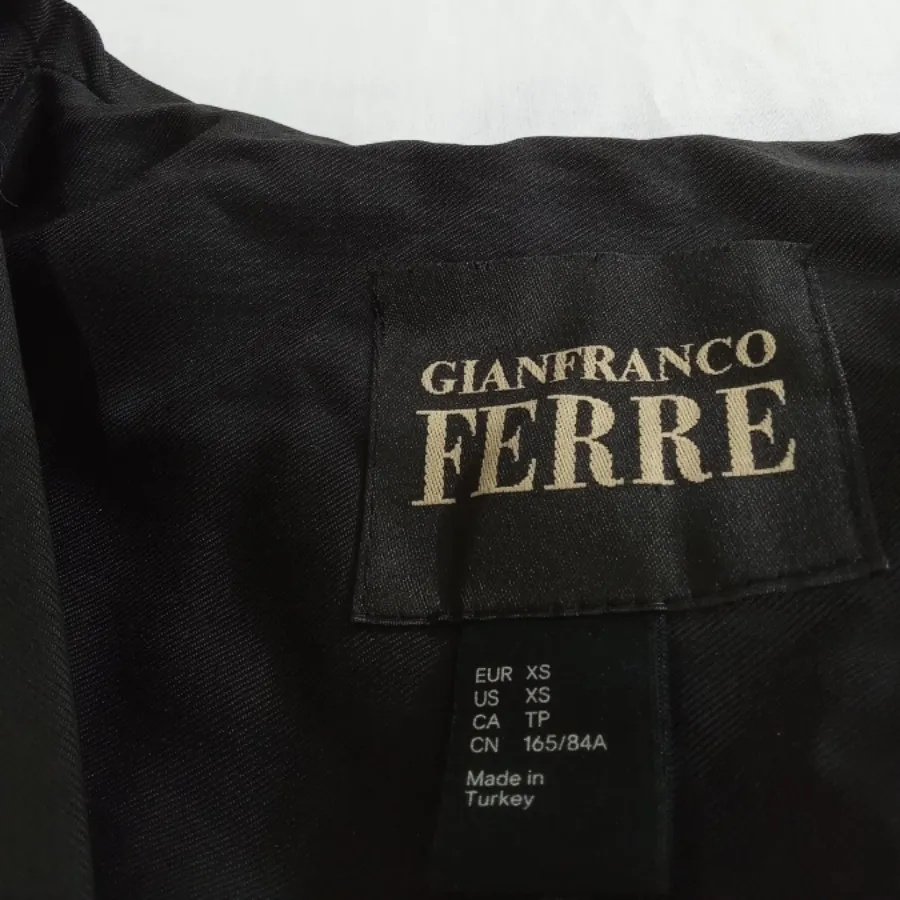 GIANFRANCO
FERRE
EUR XS
US XS
CA TP
CN 165/84A
Made in
Turkey